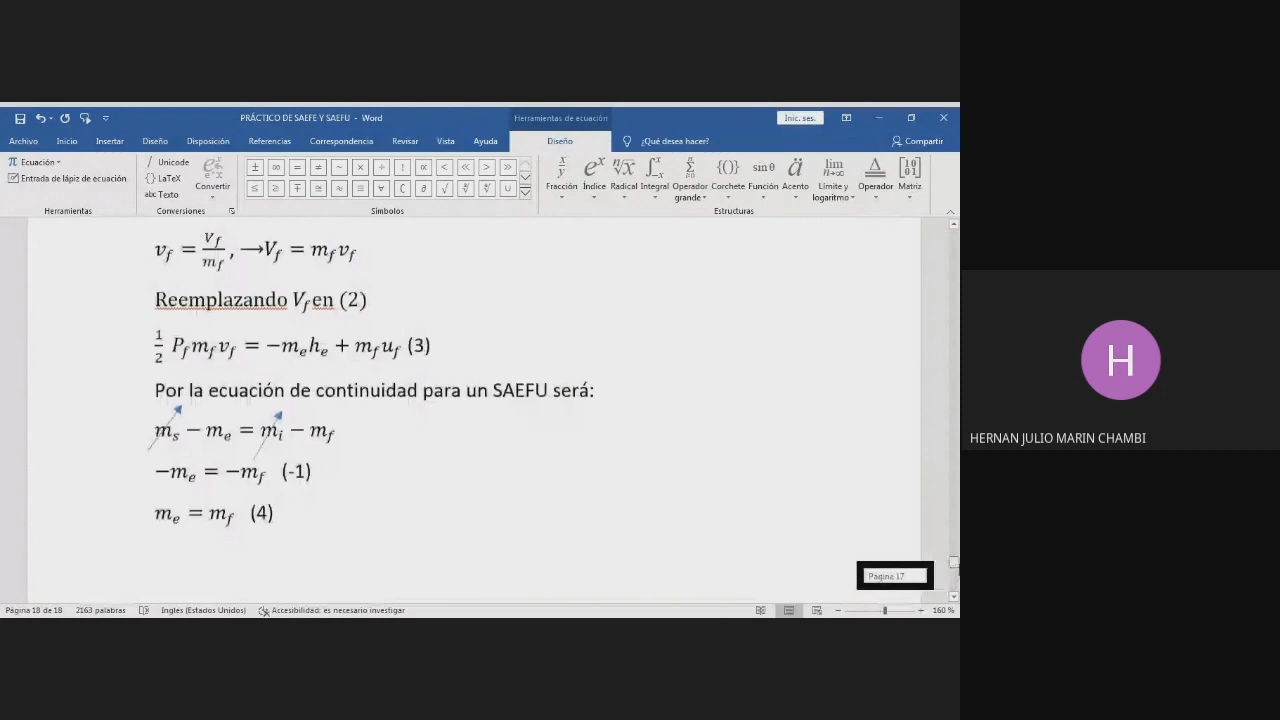 PRÁCTICO DE SAEFE Y SAEFU - Word
Herramientas de ecuación
Inic. ses.
Archivo Inicio Insertar Diseño Disposición Referencias Correspondencia Revisar Vista Ayuda Diseño ¿Qué desea hacer? Compartir
π Ecuación
Entrada de lápiz de ecuación
Herramientas
Unicode
LaTeX
abc Texto
Convertir
Conversiones
± ∞ = ≠ ~ × ÷ ! ∝ < ≪ > ≫
≤ ≥ ∓ ≅ ≈ ≡ ∀ ∁ ∂ √ ∛ ∜ ∪
Símbolos
Fracción Índice Radical Integral Operador grande Corchete Función Acento Límite y logaritmo Operador Matriz
Estructuras
v_f = V_f/m_f , →V_f = m_f v_f
Reemplazando V_f en (2)
1/2 P_f m_f v_f = −m_e h_e + m_f u_f (3)
Por la ecuación de continuidad para un SAEFU será:
m_s − m_e = m_i − m_f
−m_e = −m_f (-1)
m_e = m_f (4)
Página 17
Página 18 de 18 2163 palabras Inglés (Estados Unidos) Accesibilidad: es necesario investigar 160 %
H
HERNAN JULIO MARIN CHAMBI